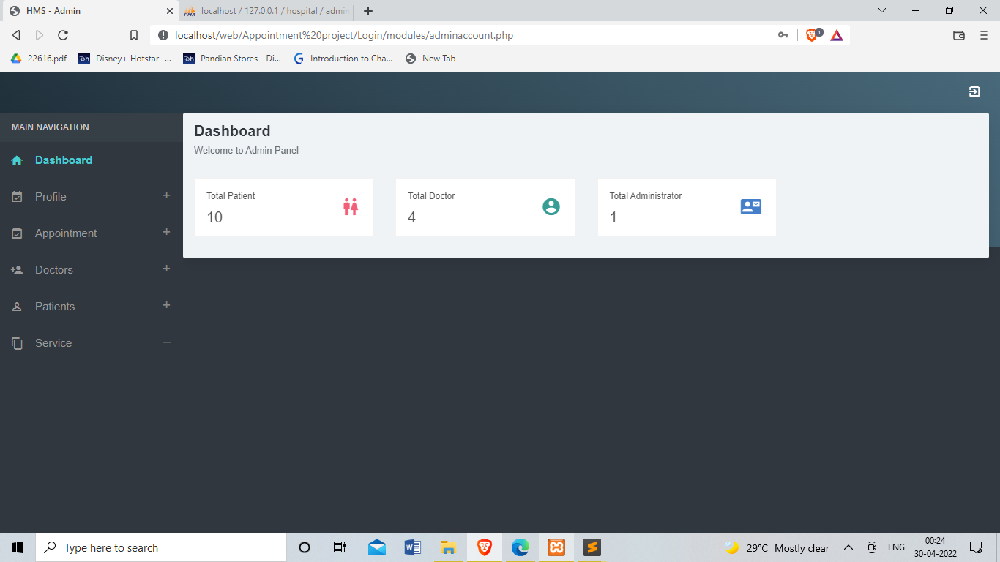 HMS - Admin
localhost / 127.0.0.1 / hospital / admin
localhost/web/Appointment%20project/Login/modules/adminaccount.php
1
22616.pdf
Disney+ Hotstar -...
Pandian Stores - Di...
Introduction to Cha...
New Tab
MAIN NAVIGATION
Dashboard
Profile
+
Appointment
+
Doctors
+
Patients
+
Service
−
Dashboard
Welcome to Admin Panel
Total Patient
10
Total Doctor
4
Total Administrator
1
Type here to search
29°C Mostly clear
ENG
00:24
30-04-2022